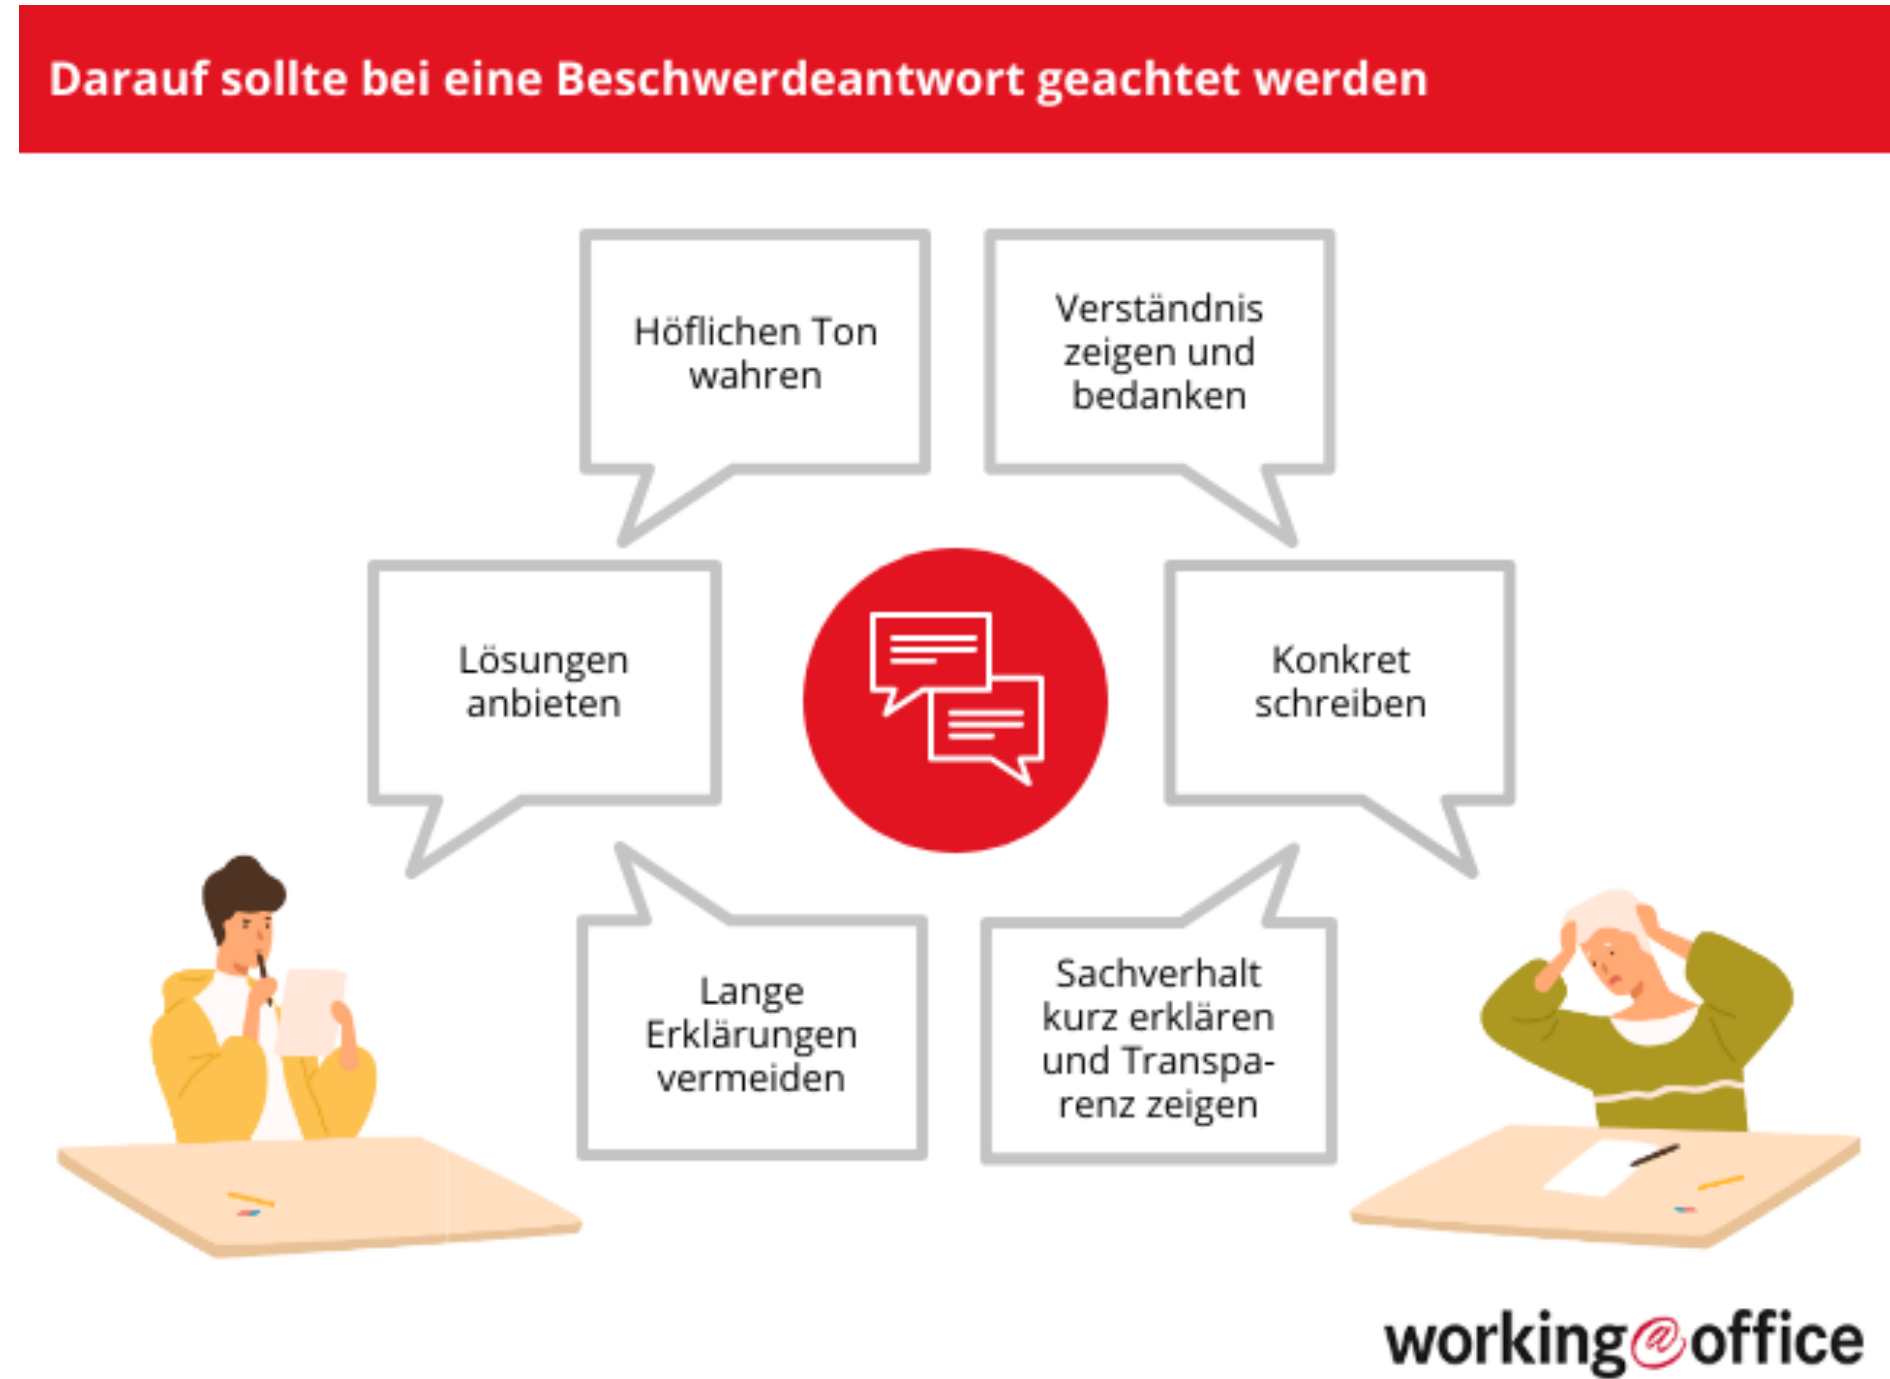 Darauf sollte bei eine Beschwerdeantwort geachtet werden
Höflichen Ton
wahren
Verständnis
zeigen und
bedanken
Lösungen
anbieten
Konkret
schreiben
Lange
Erklärungen
vermeiden
Sachverhalt
kurz erklären
und Transpa-
renz zeigen
working@office